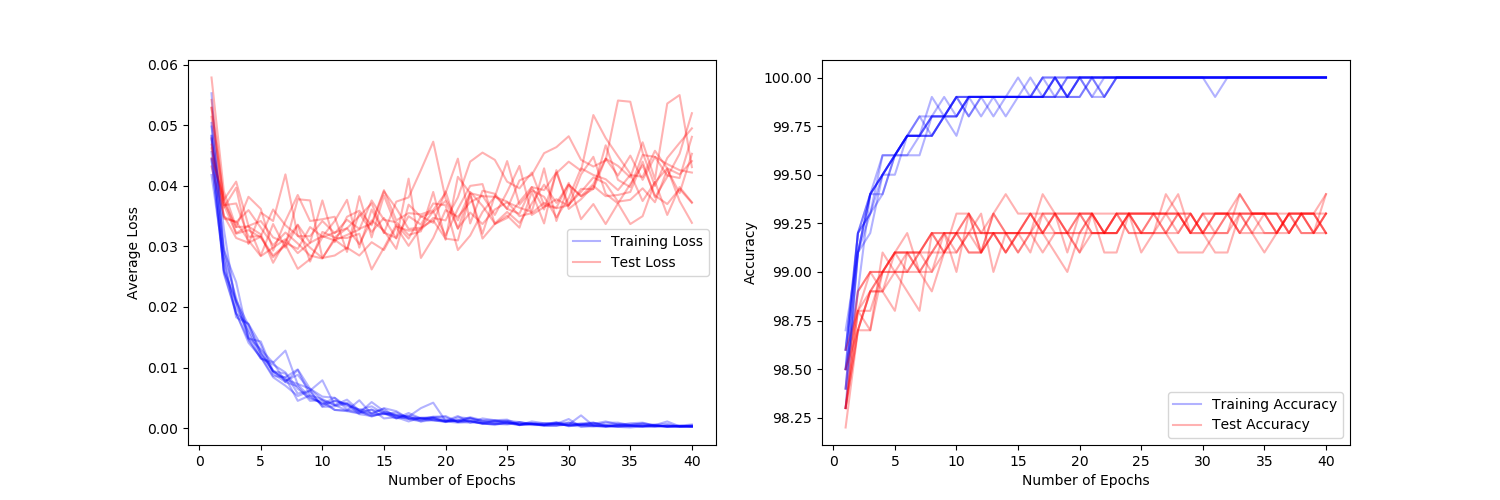 0.06
0.05
0.04
0.03
0.02
0.01
0.00
Average Loss
Training Loss
Test Loss
0 5 10 15 20 25 30 35 40
Number of Epochs
100.00
99.75
99.50
99.25
99.00
98.75
98.50
98.25
Accuracy
Training Accuracy
Test Accuracy
0 5 10 15 20 25 30 35 40
Number of Epochs